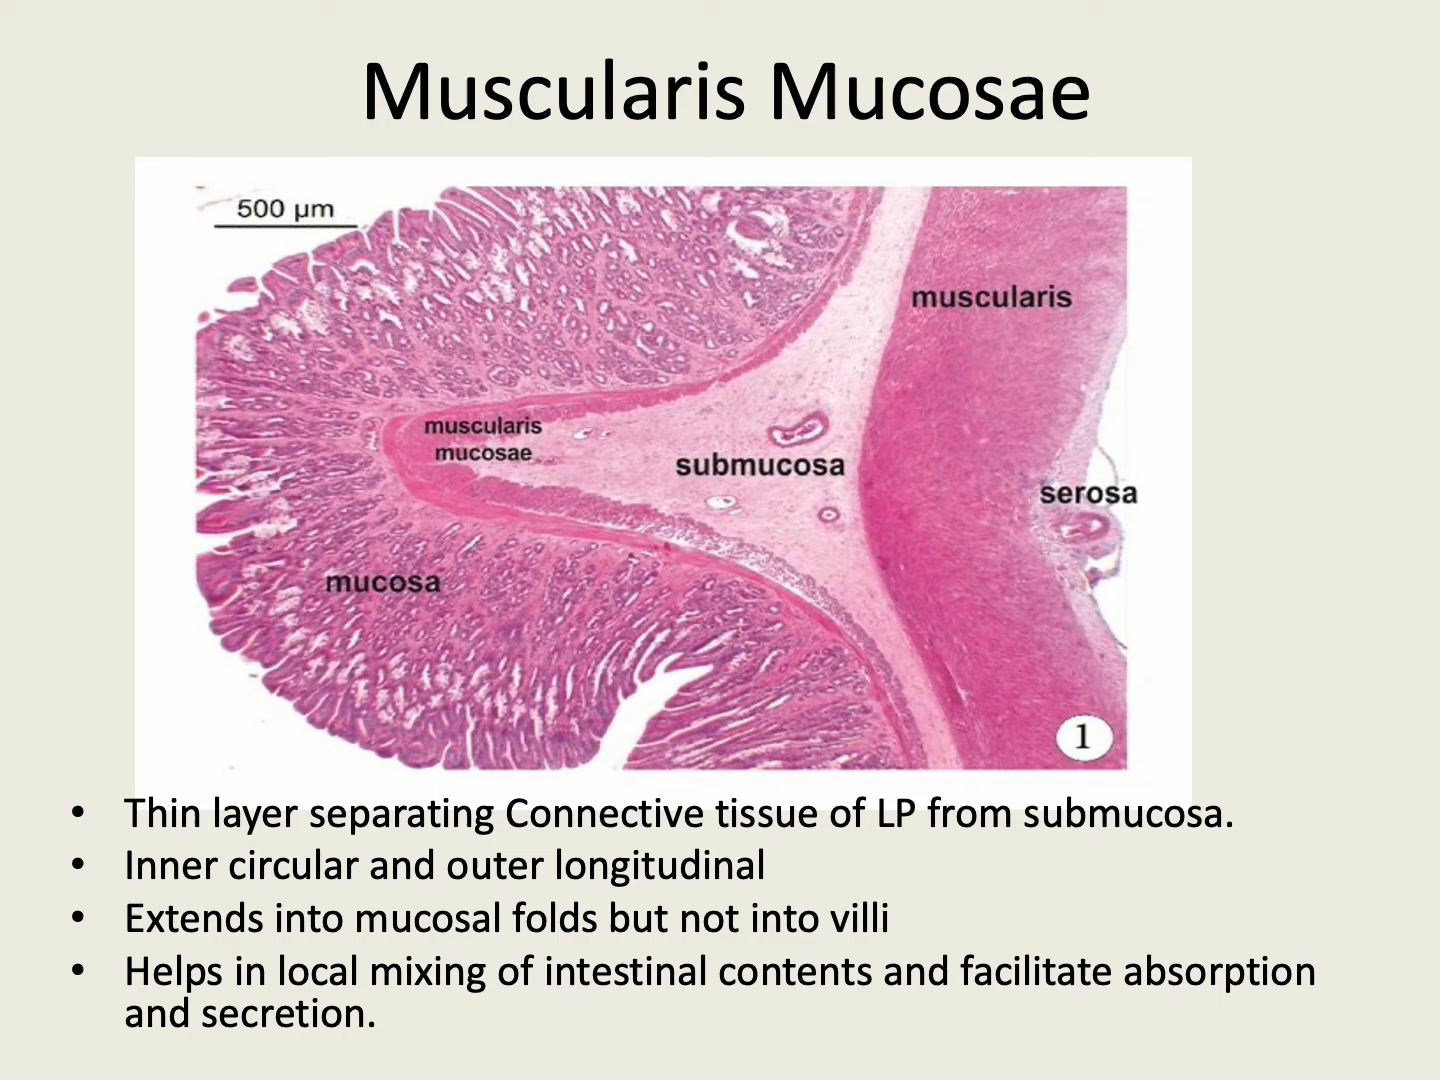 Muscularis Mucosae
500 µm
muscularis
muscularis
mucosae
submucosa
serosa
mucosa
1
• Thin layer separating Connective tissue of LP from submucosa.
• Inner circular and outer longitudinal
• Extends into mucosal folds but not into villi
• Helps in local mixing of intestinal contents and facilitate absorption
and secretion.